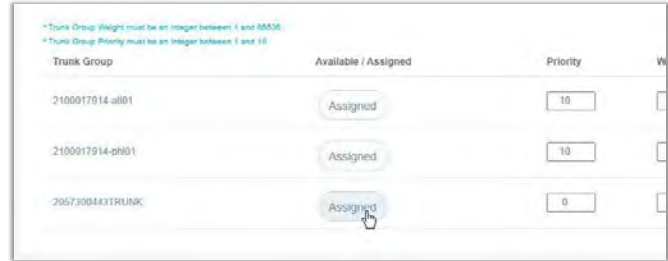 * Trunk Group Weight must be an integer between 1 and 65536.
* Trunk Group Priority must be an integer between 1 and 10
Trunk Group Available / Assigned Priority W
2100017914-atl01 Assigned 10
2100017914-phl01 Assigned 10
2057300443TRUNK Assigned 0